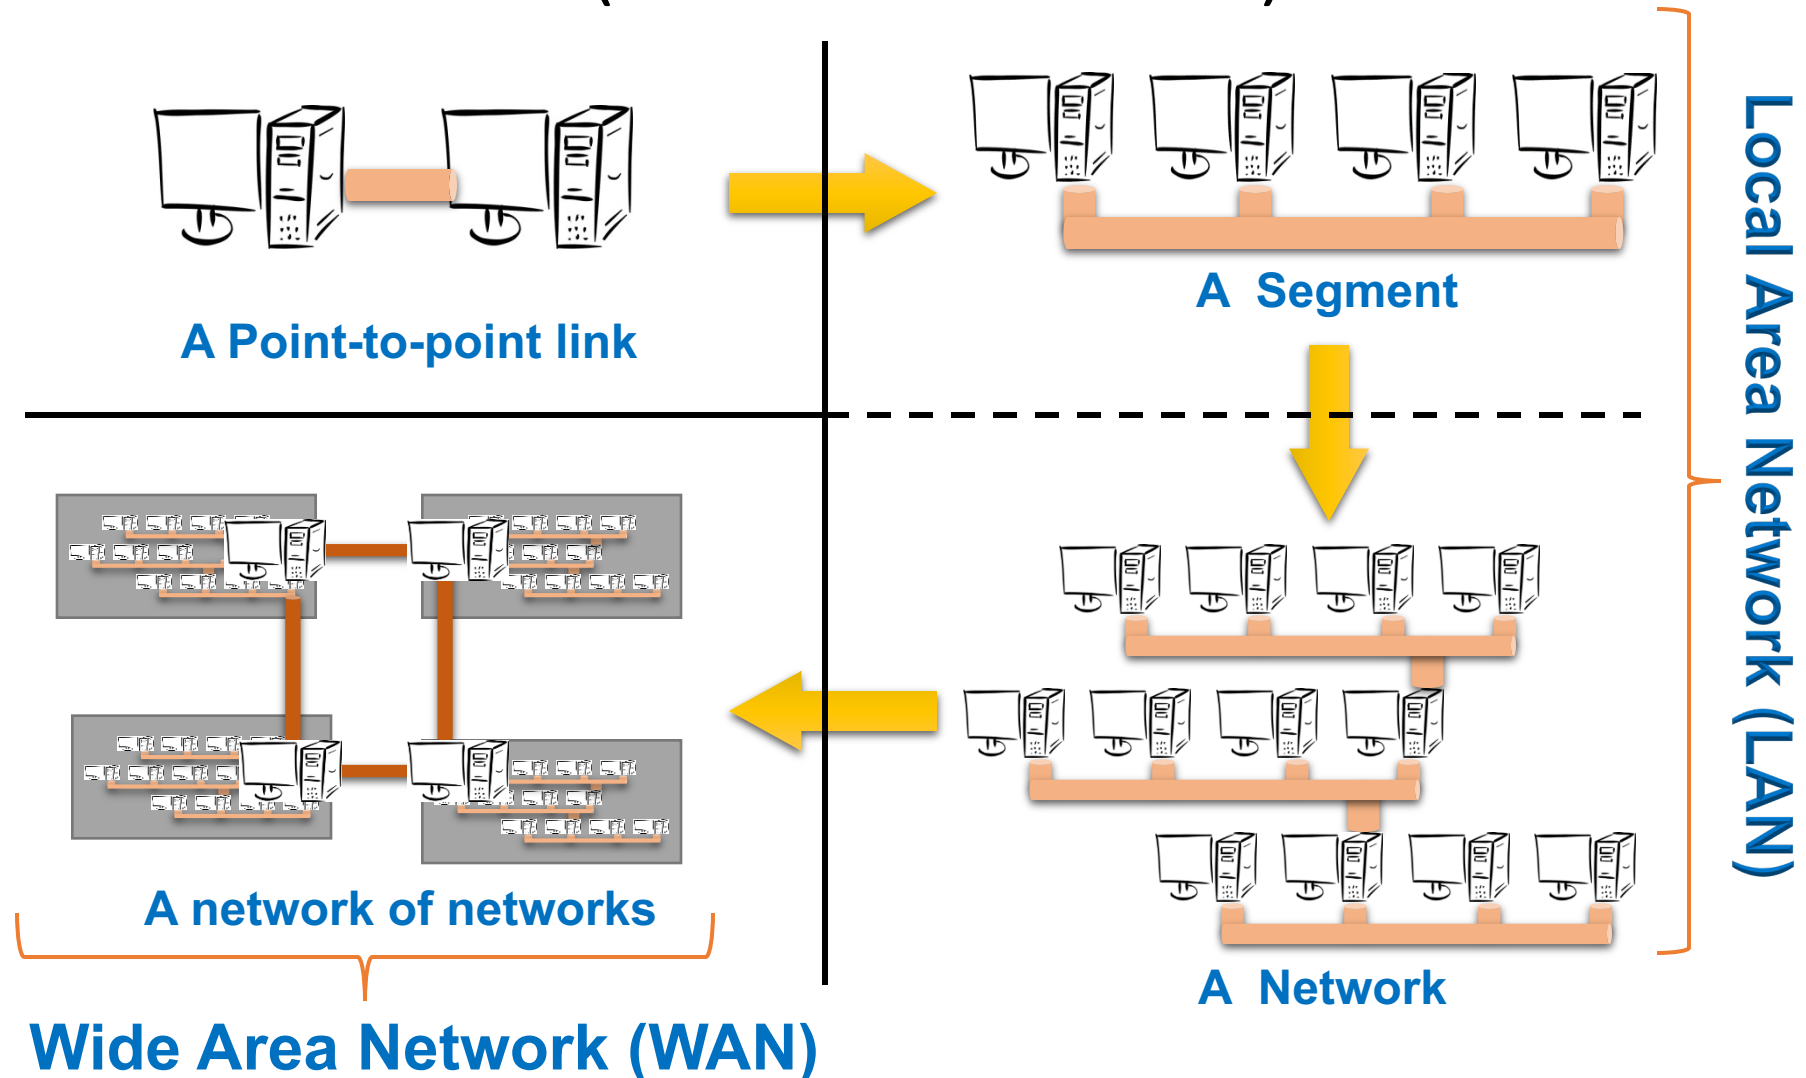 A Point-to-point link
A Segment
Local Area Network (LAN)
A network of networks
A Network
Wide Area Network (WAN)